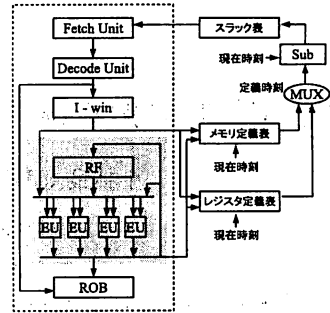 Fetch Unit
スラック表
現在時刻
Sub
Decode Unit
定義時刻
MUX
I - win
メモリ定義表
現在時刻
RF
レジスタ定義表
現在時刻
EU EU EU EU
ROB